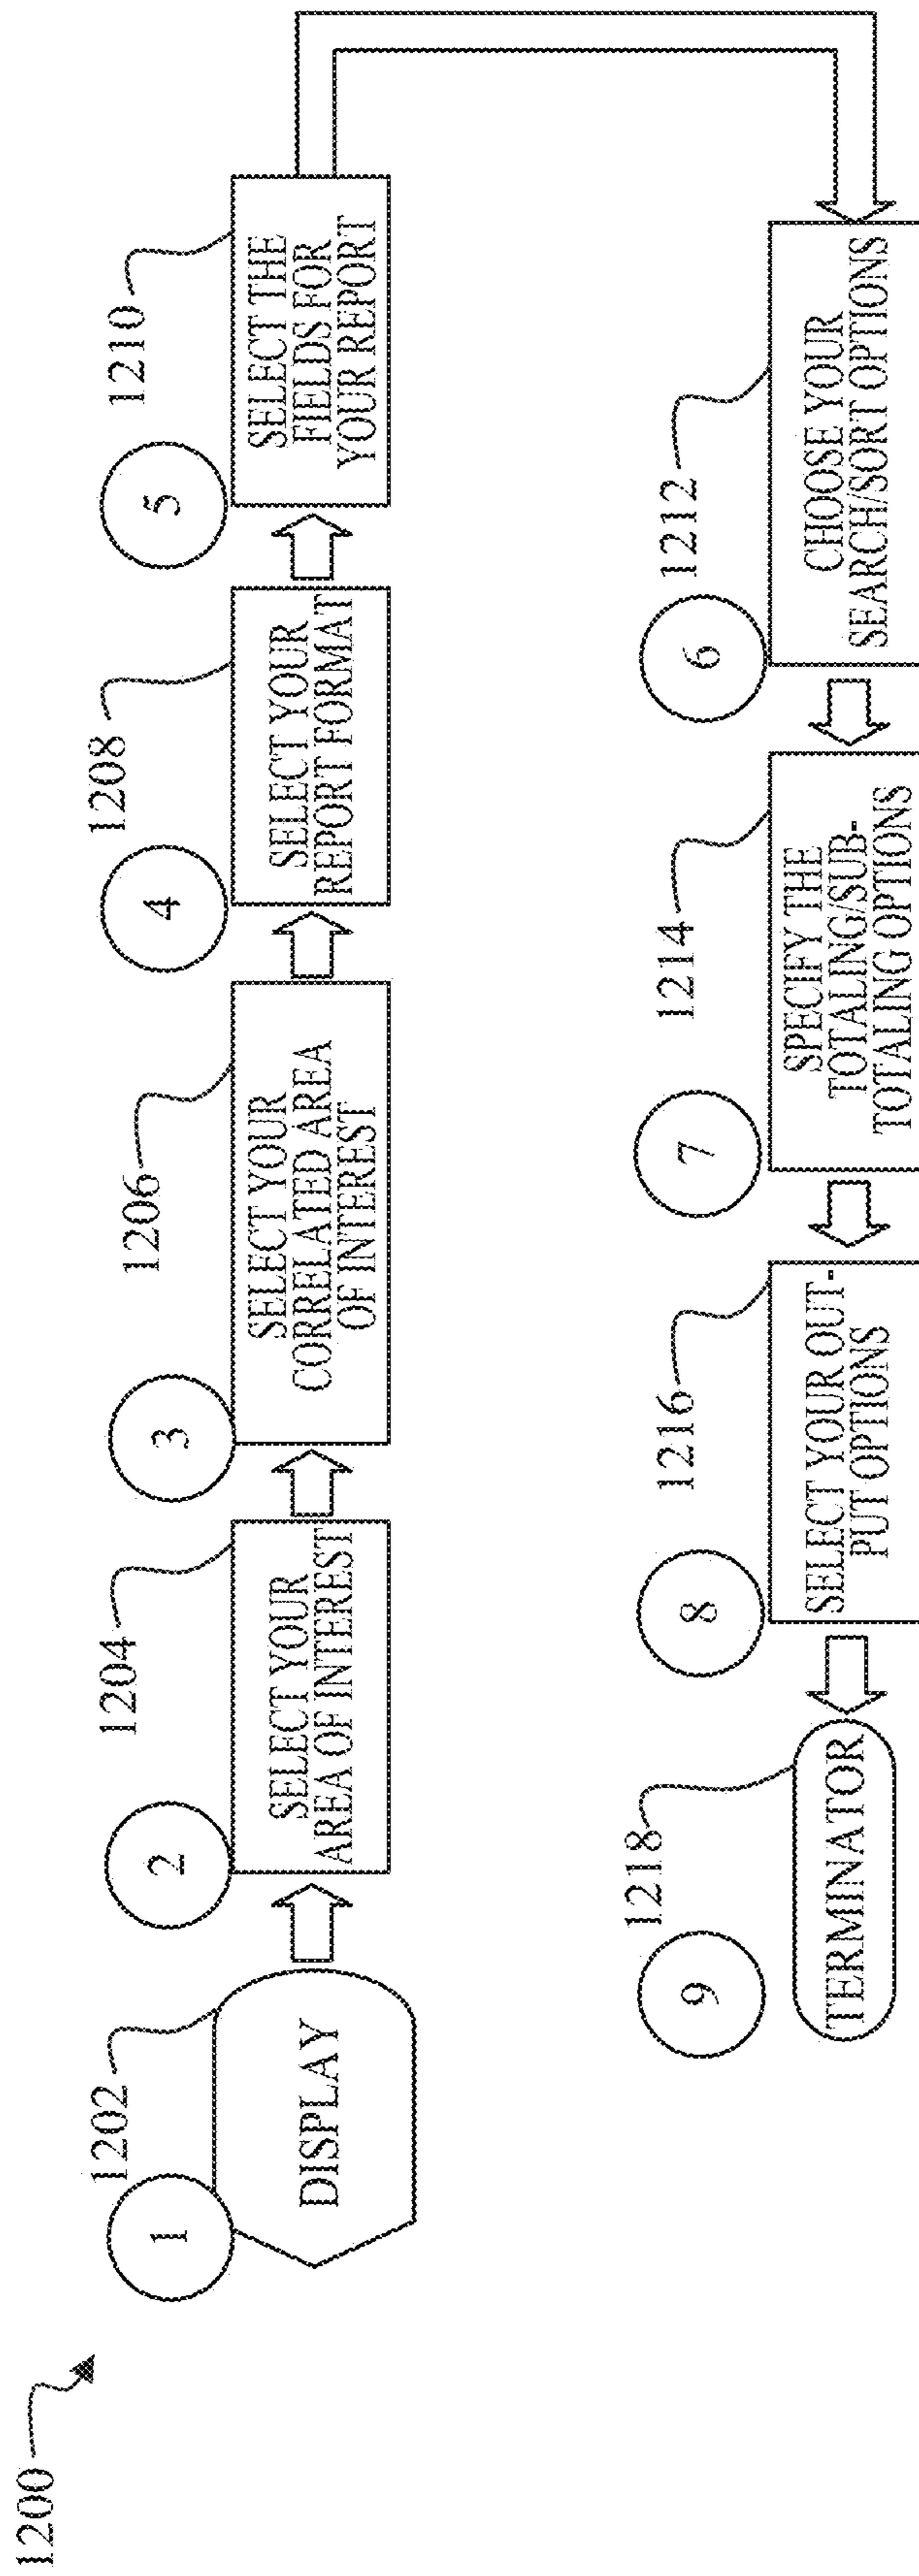 1200
1
1202
DISPLAY
2
1204
SELECT YOUR
AREA OF INTEREST
3
1206
SELECT YOUR
CORRELATED AREA
OF INTEREST
4
1208
SELECT YOUR
REPORT FORMAT
5
1210
SELECT THE
FIELDS FOR
YOUR REPORT
6
1212
CHOOSE YOUR
SEARCH/SORT OPTIONS
7
1214
SPECIFY THE
TOTALING/SUB-
TOTALING OPTIONS
8
1216
SELECT YOUR OUT-
PUT OPTIONS
9
1218
TERMINATOR